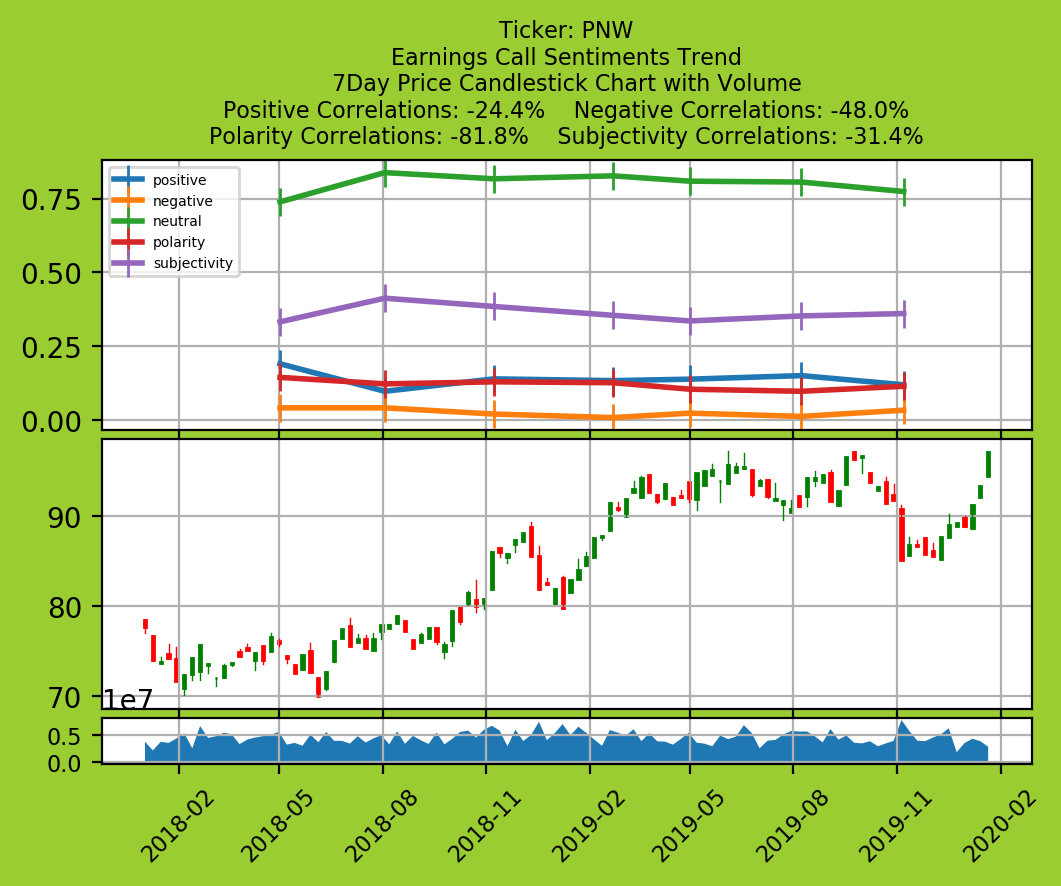 Ticker: PNW
Earnings Call Sentiments Trend
7Day Price Candlestick Chart with Volume
Positive Correlations: -24.4%    Negative Correlations: -48.0%
Polarity Correlations: -81.8%    Subjectivity Correlations: -31.4%
positive
negative
neutral
polarity
subjectivity
0.75
0.50
0.25
0.00
90
80
70
1e7
0.5
0.0
2018-02
2018-05
2018-08
2018-11
2019-02
2019-05
2019-08
2019-11
2020-02